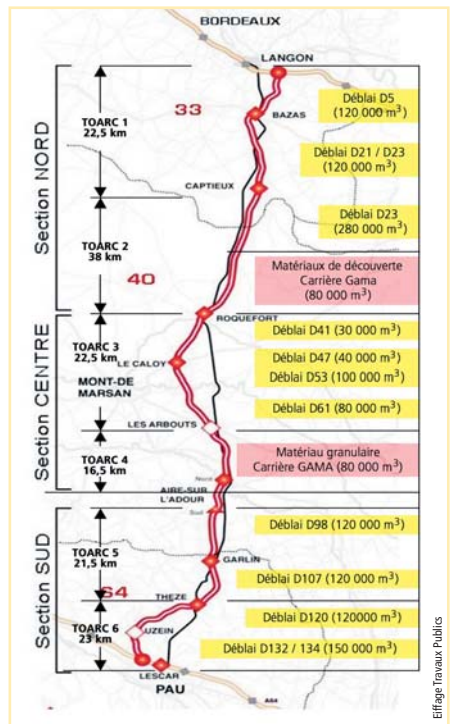 BORDEAUX
LANGON
Section NORD
TOARC 1
22,5 km
33
BAZAS
Déblai D5
(120 000 m³)
Déblai D21 / D23
(120 000 m³)
CAPTIEUX
Déblai D23
(280 000 m³)
TOARC 2
38 km
40
Matériaux de découverte
Carrière Gama
(80 000 m³)
ROQUEFORT
Section CENTRE
TOARC 3
22,5 km
Déblai D41 (30 000 m³)
LE CALOY
Déblai D47 (40 000 m³)
Déblai D53 (100 000 m³)
MONT-DE
MARSAN
Déblai D61 (80 000 m³)
LES ARBOUTS
TOARC 4
16,5 km
Matériau granulaire
Carrière GAMA (80 000 m³)
Nord
AIRE-SUR
L'ADOUR
Sud
Section SUD
Déblai D98 (120 000 m³)
TOARC 5
21,5 km
GARLIN
Déblai D107 (120 000 m³)
64
THEZE
Déblai D120 (120000 m³)
TOARC 6
23 km
UZEIN
Déblai D132 / 134 (150 000 m³)
LESCAR
PAU
A64
Eiffage Travaux Publics